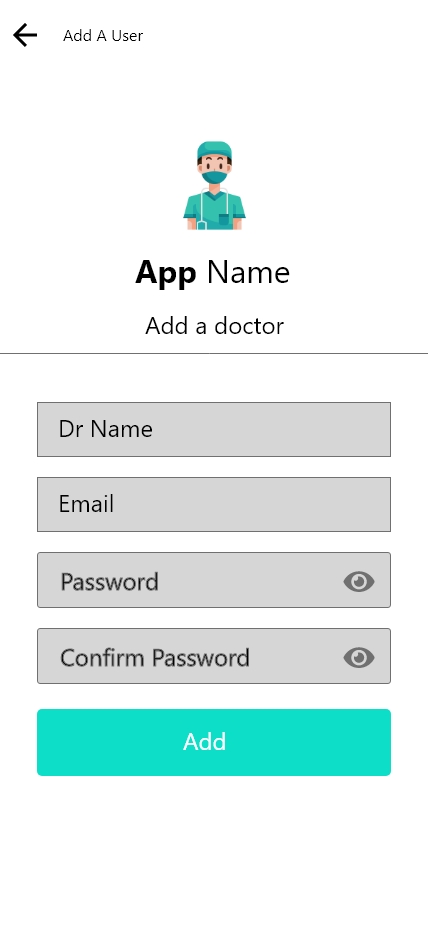 Add A User
App Name
Add a doctor
Dr Name
Email
Password
Confirm Password
Add